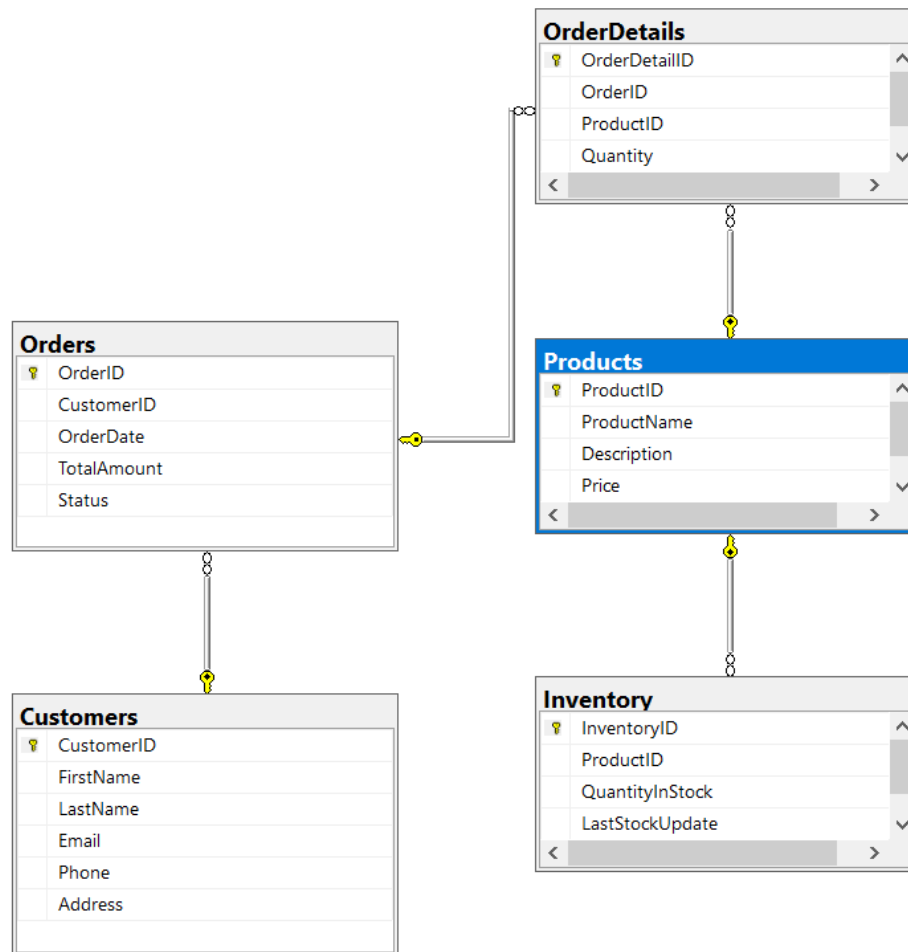 OrderDetails
OrderDetailID
OrderID
ProductID
Quantity
Orders
OrderID
CustomerID
OrderDate
TotalAmount
Status
Products
ProductID
ProductName
Description
Price
Customers
CustomerID
FirstName
LastName
Email
Phone
Address
Inventory
InventoryID
ProductID
QuantityInStock
LastStockUpdate